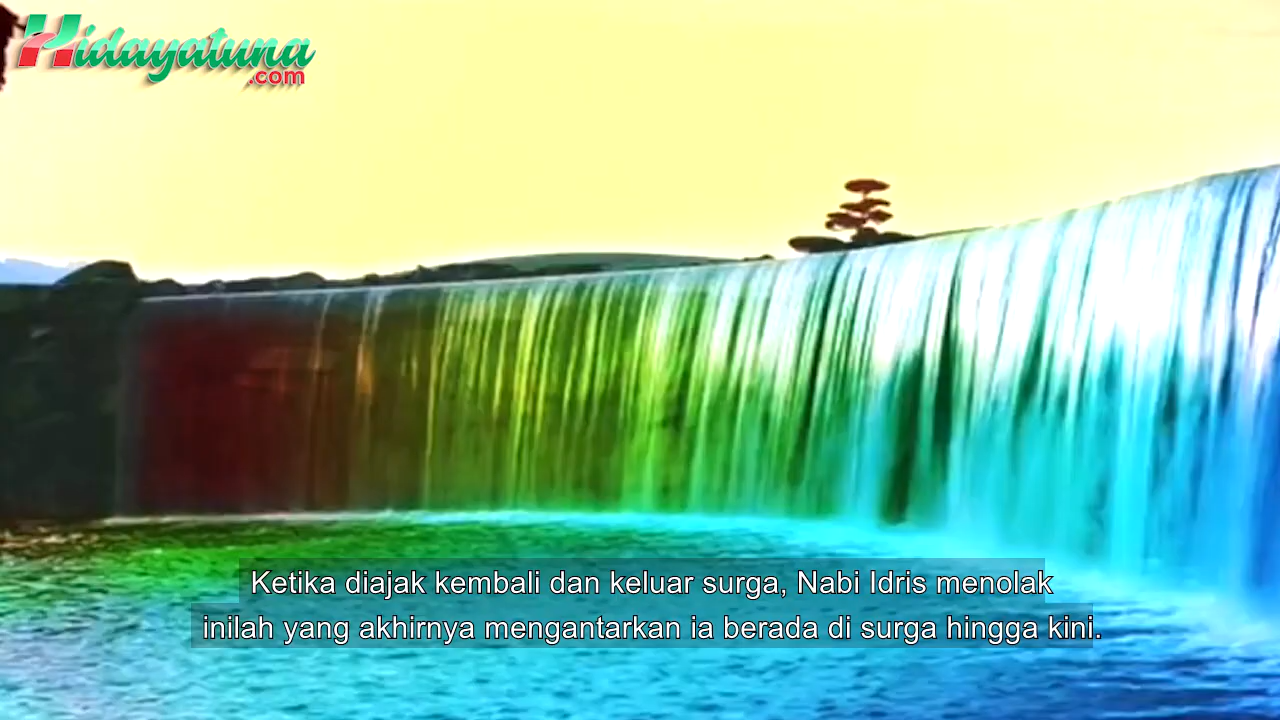 Hidayatuna
.com
Ketika diajak kembali dan keluar surga, Nabi Idris menolak
inilah yang akhirnya mengantarkan ia berada di surga hingga kini.